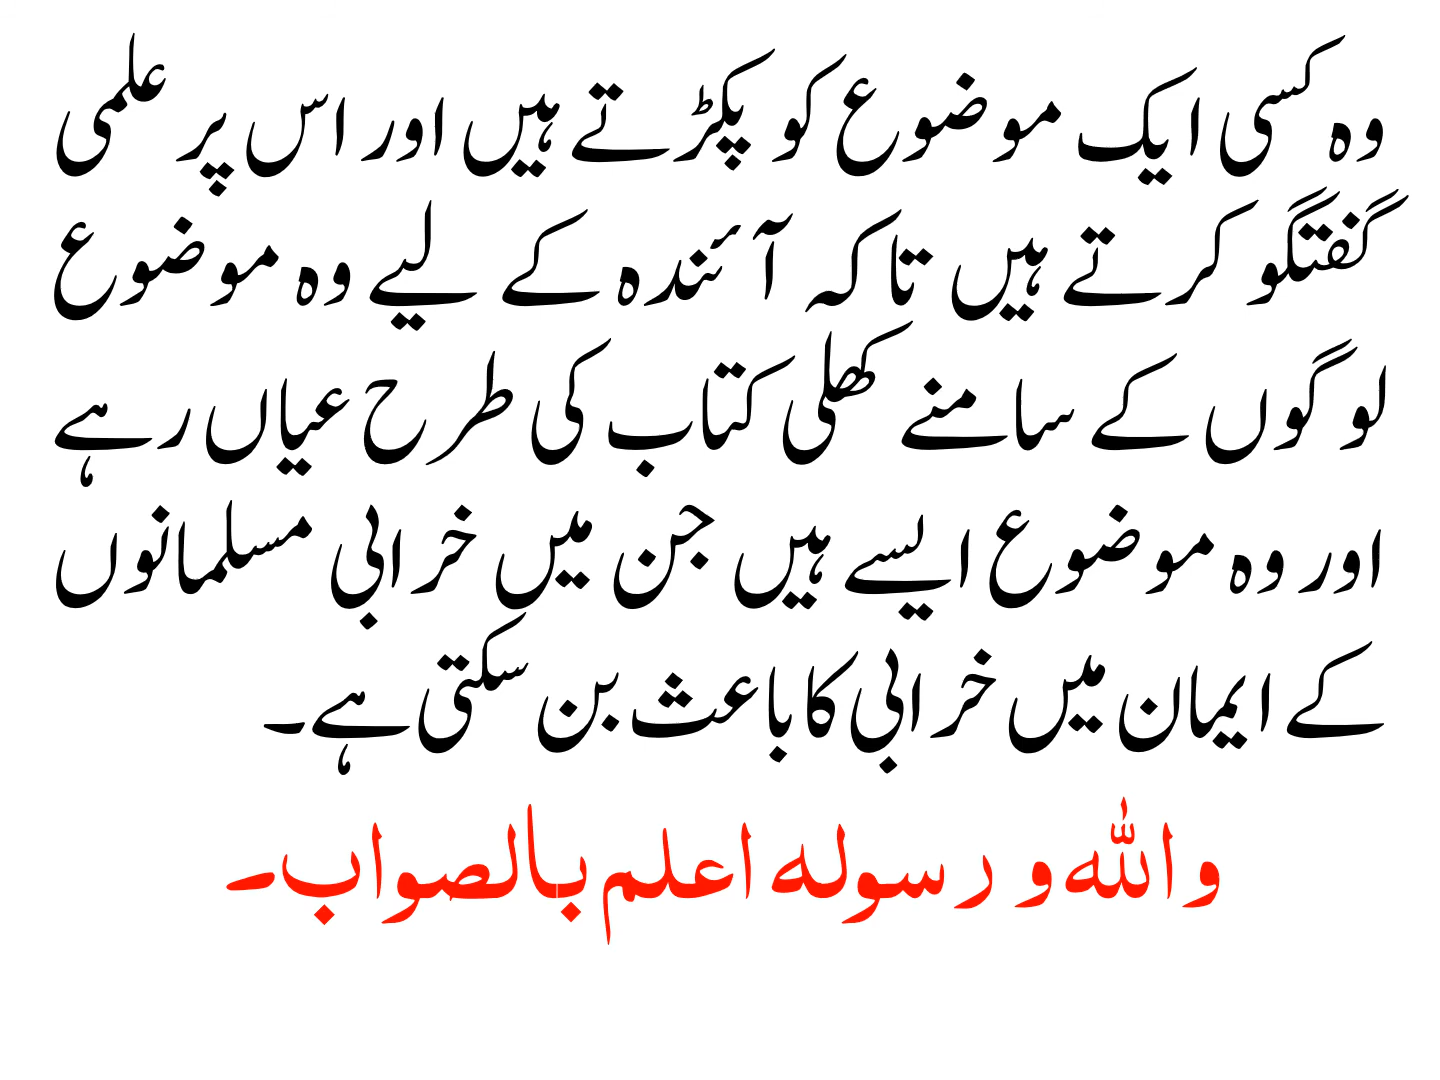 وہ کسی ایک موضوع کو پکڑتے ہیں اور اس پر علمی
گفتگو کرتے ہیں تاکہ آئندہ کے لیے وہ موضوع
لوگوں کے سامنے کھلی کتاب کی طرح عیاں رہے
اور وہ موضوع ایسے ہیں جن میں خرابی مسلمانوں
کے ایمان میں خرابی کا باعث بن سکتی ہے۔
واللہ و رسولہ اعلم بالصواب۔